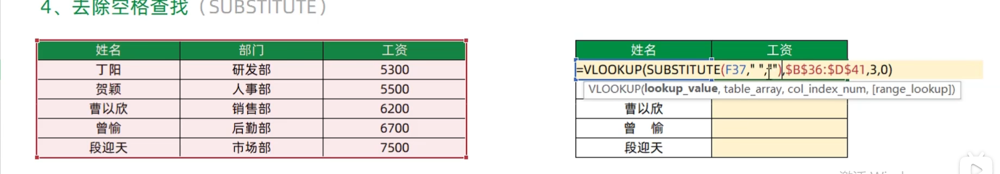 4、去除空格查找（SUBSTITUTE）
姓名 部门 工资
丁阳 研发部 5300
贺颖 人事部 5500
曹以欣 销售部 6200
曾愉 后勤部 6700
段迎天 市场部 7500
姓名 工资
=VLOOKUP(SUBSTITUTE(F37," ",""),$B$36:$D$41,3,0)
VLOOKUP(lookup_value, table_array, col_index_num, [range_lookup])
曹以欣
曾　愉
段迎天